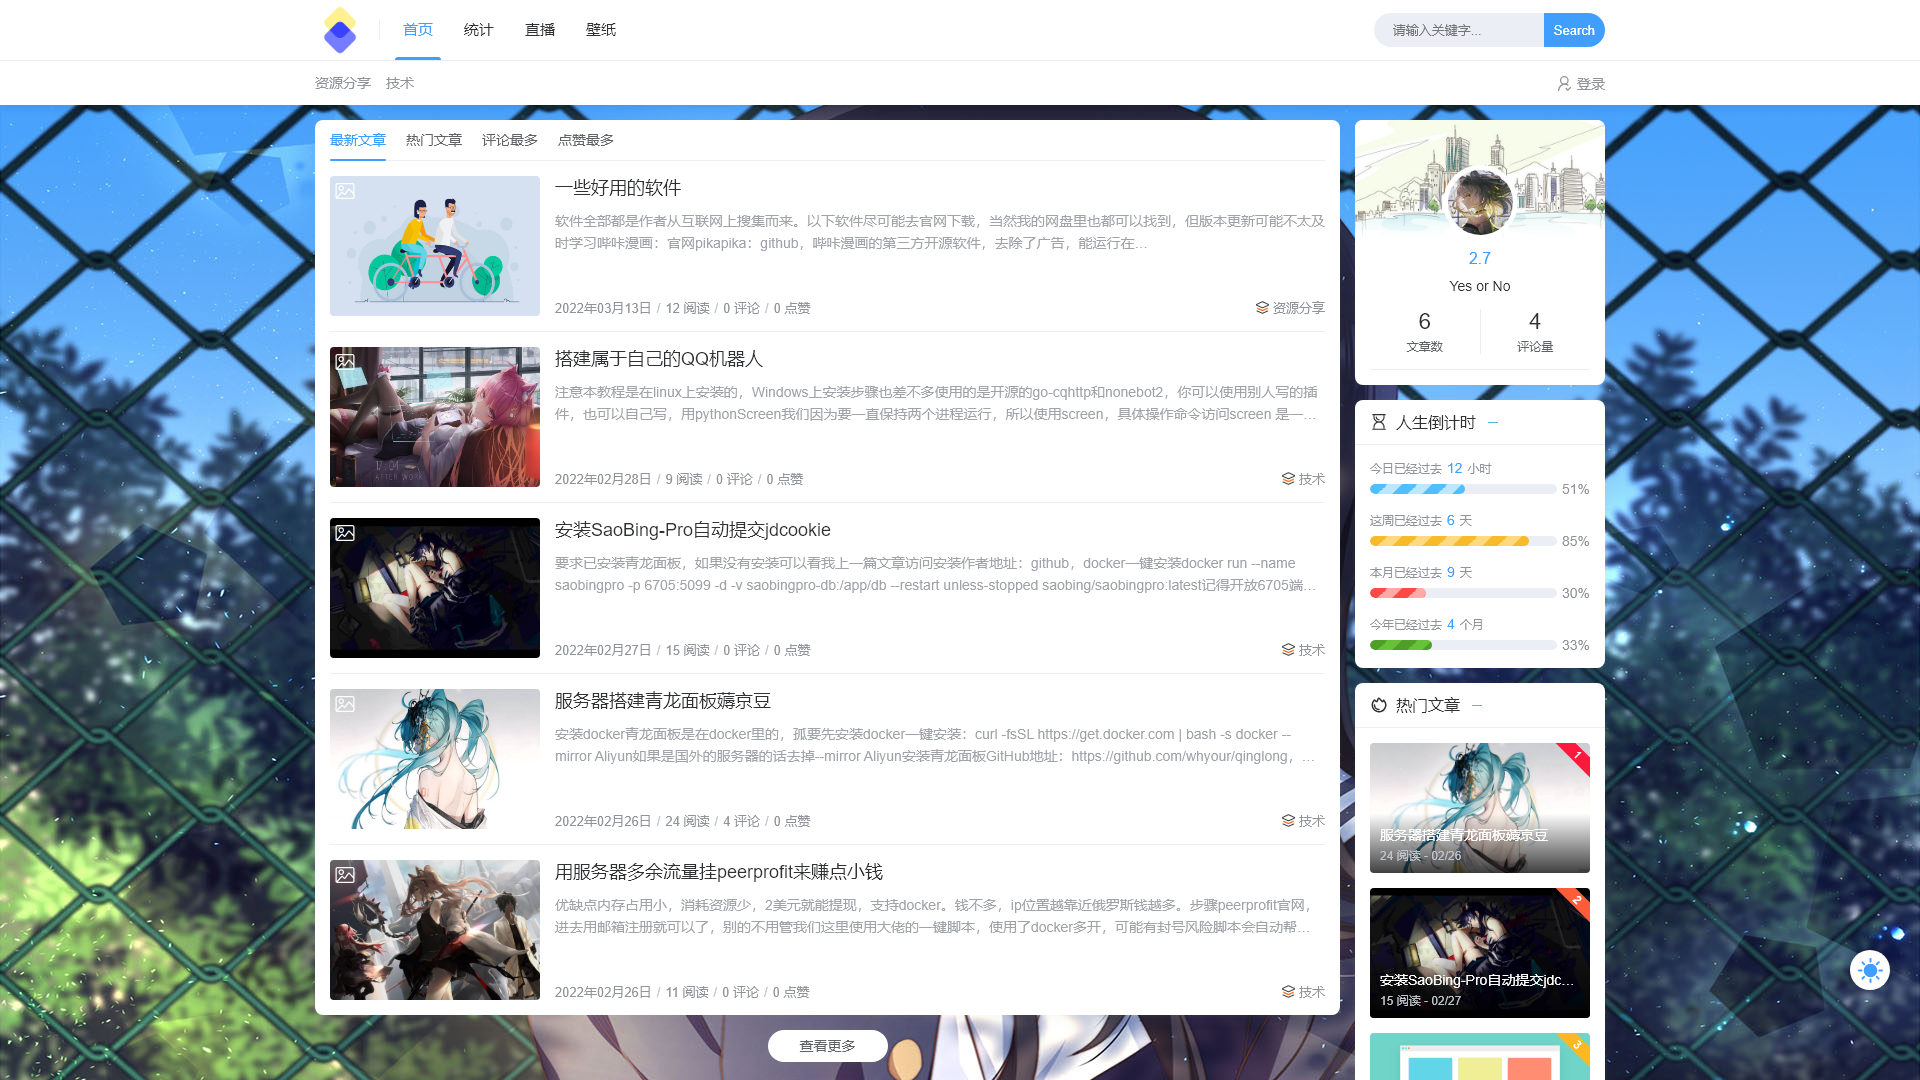 首页 统计 直播 壁纸 请输入关键字... Search
资源分享 技术 登录
最新文章 热门文章 评论最多 点赞最多
一些好用的软件
软件全部都是作者从互联网上搜集而来。以下软件尽可能去官网下载，当然我的网盘里也都可以找到，但版本更新可能不太及
时学习哔咔漫画：官网pikapika：github，哔咔漫画的第三方开源软件，去除了广告，能运行在…
2022年03月13日 / 12 阅读 / 0 评论 / 0 点赞 资源分享
搭建属于自己的QQ机器人
注意本教程是在linux上安装的，Windows上安装步骤也差不多使用的是开源的go-cqhttp和nonebot2，你可以使用别人写的插
件，也可以自己写，用pythonScreen我们因为要一直保持两个进程运行，所以使用screen，具体操作命令访问screen 是一…
2022年02月28日 / 9 阅读 / 0 评论 / 0 点赞 技术
安装SaoBing-Pro自动提交jdcookie
要求已安装青龙面板，如果没有安装可以看我上一篇文章访问安装作者地址：github，docker一键安装docker run --name
saobingpro -p 6705:5099 -d -v saobingpro-db:/app/db --restart unless-stopped saobing/saobingpro:latest记得开放6705端…
2022年02月27日 / 15 阅读 / 0 评论 / 0 点赞 技术
服务器搭建青龙面板薅京豆
安装docker青龙面板是在docker里的，孤要先安装docker一键安装：curl -fsSL https://get.docker.com | bash -s docker --
mirror Aliyun如果是国外的服务器的话去掉--mirror Aliyun安装青龙面板GitHub地址：https://github.com/whyour/qinglong，…
2022年02月26日 / 24 阅读 / 4 评论 / 0 点赞 技术
用服务器多余流量挂peerprofit来赚点小钱
优缺点内存占用小，消耗资源少，2美元就能提现，支持docker。钱不多，ip位置越靠近俄罗斯钱越多。步骤peerprofit官网，
进去用邮箱注册就可以了，别的不用管我们这里使用大佬的一键脚本，使用了docker多开，可能有封号风险脚本会自动帮…
2022年02月26日 / 11 阅读 / 0 评论 / 0 点赞 技术
查看更多
2.7
Yes or No
6 4
文章数 评论量
人生倒计时
今日已经过去 12 小时
51%
这周已经过去 6 天
85%
本月已经过去 9 天
30%
今年已经过去 4 个月
33%
热门文章
1
服务器搭建青龙面板薅京豆
24 阅读 - 02/26
2
安装SaoBing-Pro自动提交jdc…
15 阅读 - 02/27
3